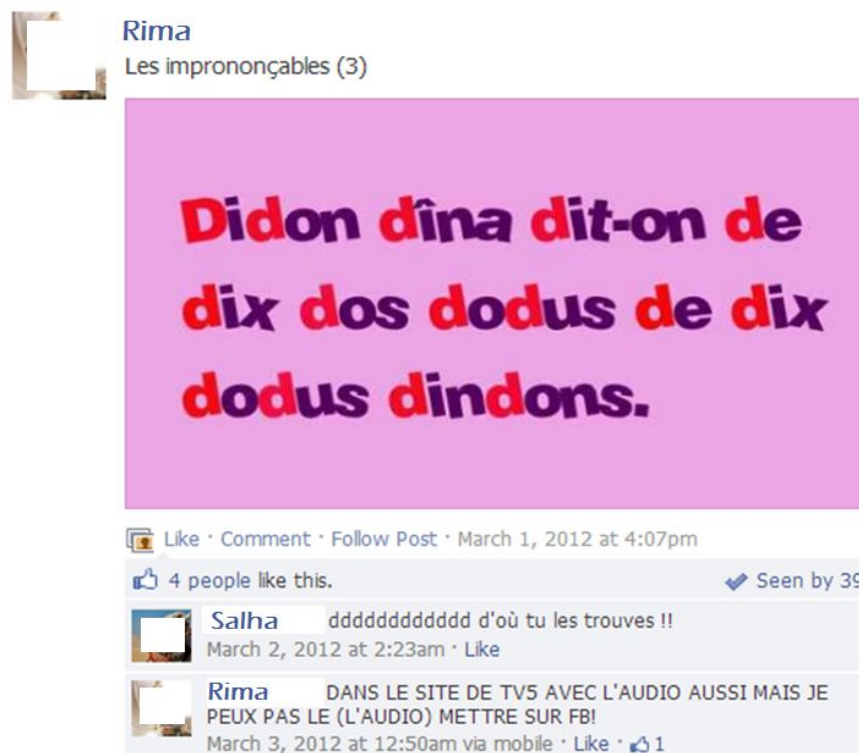 Rima
Les imprononçables (3)
Didon dîna dit-on de
dix dos dodus de dix
dodus dindons.
Like · Comment · Follow Post · March 1, 2012 at 4:07pm
4 people like this. Seen by 39
Salha dddddddddddd d'où tu les trouves !!
March 2, 2012 at 2:23am · Like
Rima DANS LE SITE DE TV5 AVEC L'AUDIO AUSSI MAIS JE
PEUX PAS LE (L'AUDIO) METTRE SUR FB!
March 3, 2012 at 12:50am via mobile · Like · 1